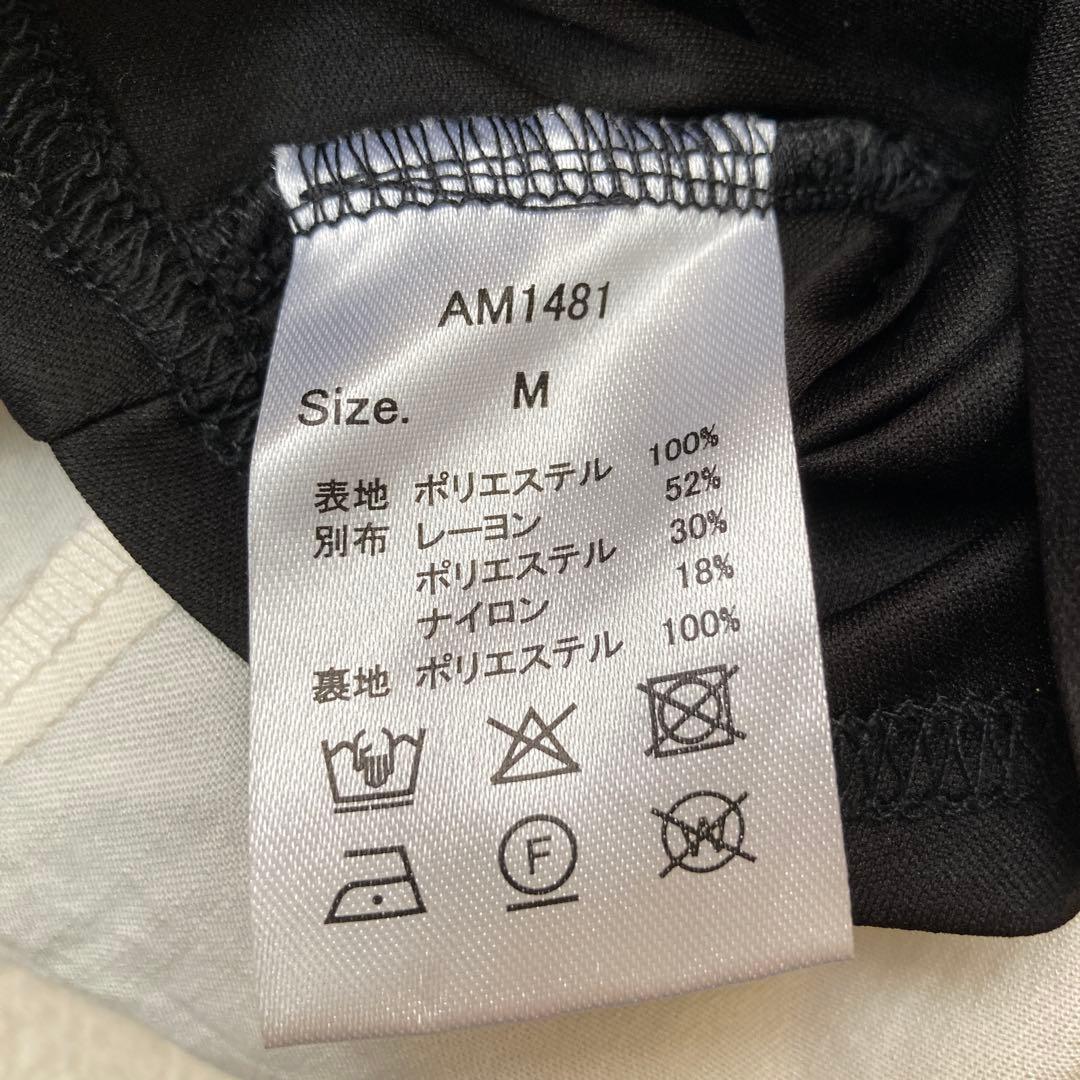 AM1481
Size. M
表地 ポリエステル 100%
別布 レーヨン 52%
ポリエステル 30%
ナイロン 18%
裏地 ポリエステル 100%
F W